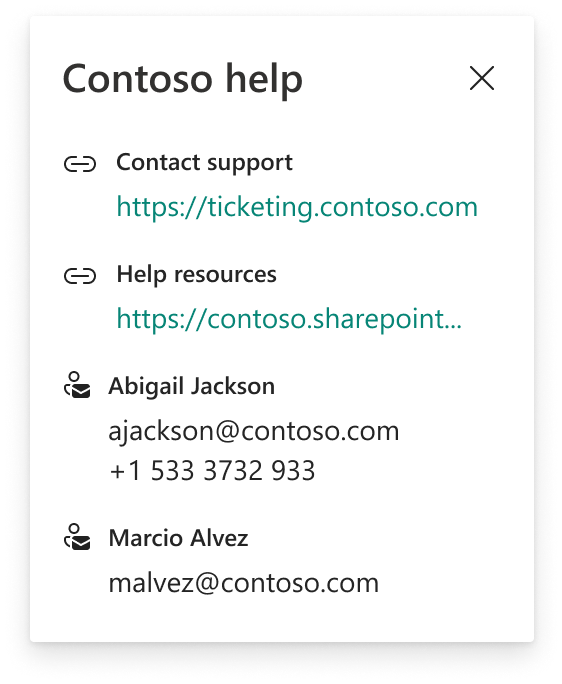 Contoso help
Contact support
https://ticketing.contoso.com
Help resources
https://contoso.sharepoint...
Abigail Jackson
ajackson@contoso.com
+1 533 3732 933
Marcio Alvez
malvez@contoso.com